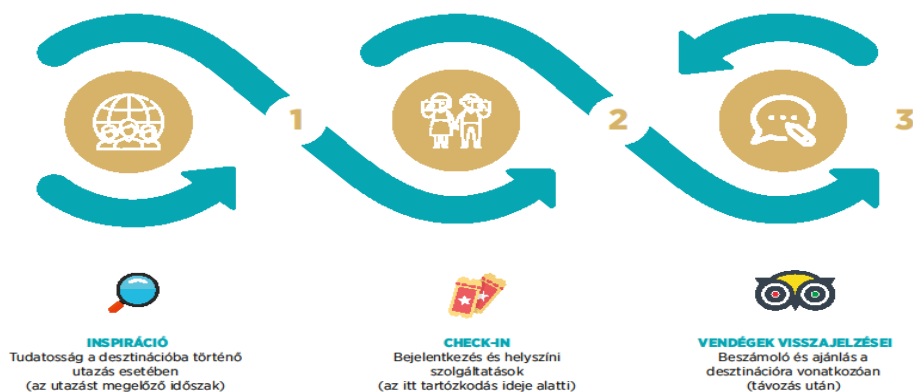 1
2
3
INSPIRÁCIÓ
Tudatosság a desztinációba történő
utazás esetében
(az utazást megelőző időszak)
CHECK-IN
Bejelentkezés és helyszíni
szolgáltatások
(az itt tartózkodás ideje alatti)
VENDÉGEK VISSZAJELZÉSEI
Beszámoló és ajánlás a
desztinációra vonatkozóan
(távozás után)